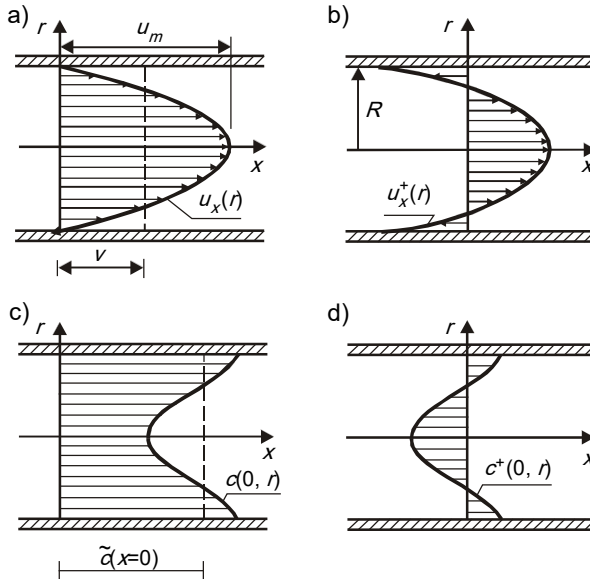 a)
r
u_m
x
u_x(r)
v
b)
r
R
x
u_x^+(r)
c)
r
x
c(0, r)
c̃(x=0)
d)
r
x
c^+(0, r)